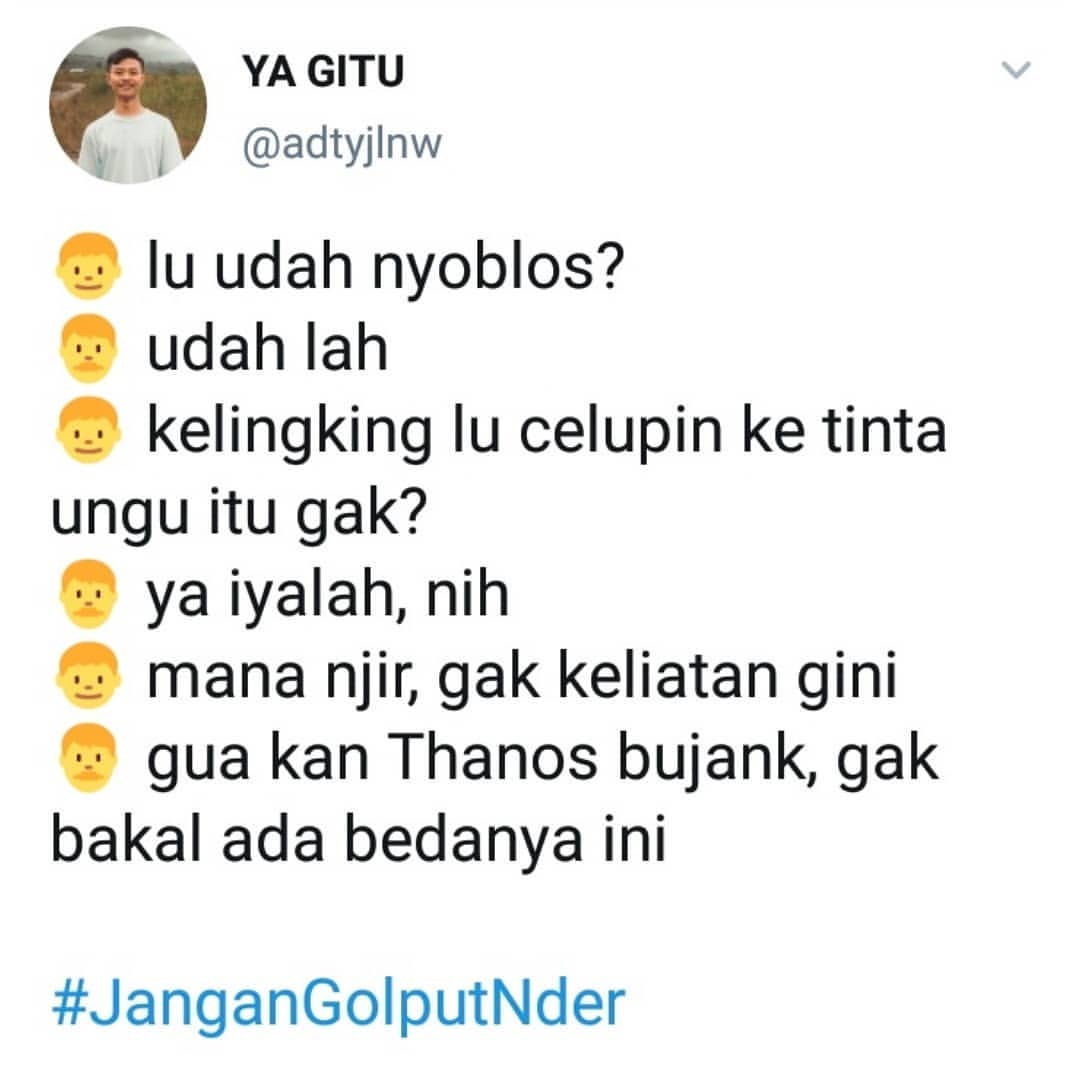 YA GITU
@adtyjlnw
👦 lu udah nyoblos?
👨 udah lah
👦 kelingking lu celupin ke tinta
ungu itu gak?
👨 ya iyalah, nih
👦 mana njir, gak keliatan gini
👨 gua kan Thanos bujank, gak
bakal ada bedanya ini
#JanganGolputNder